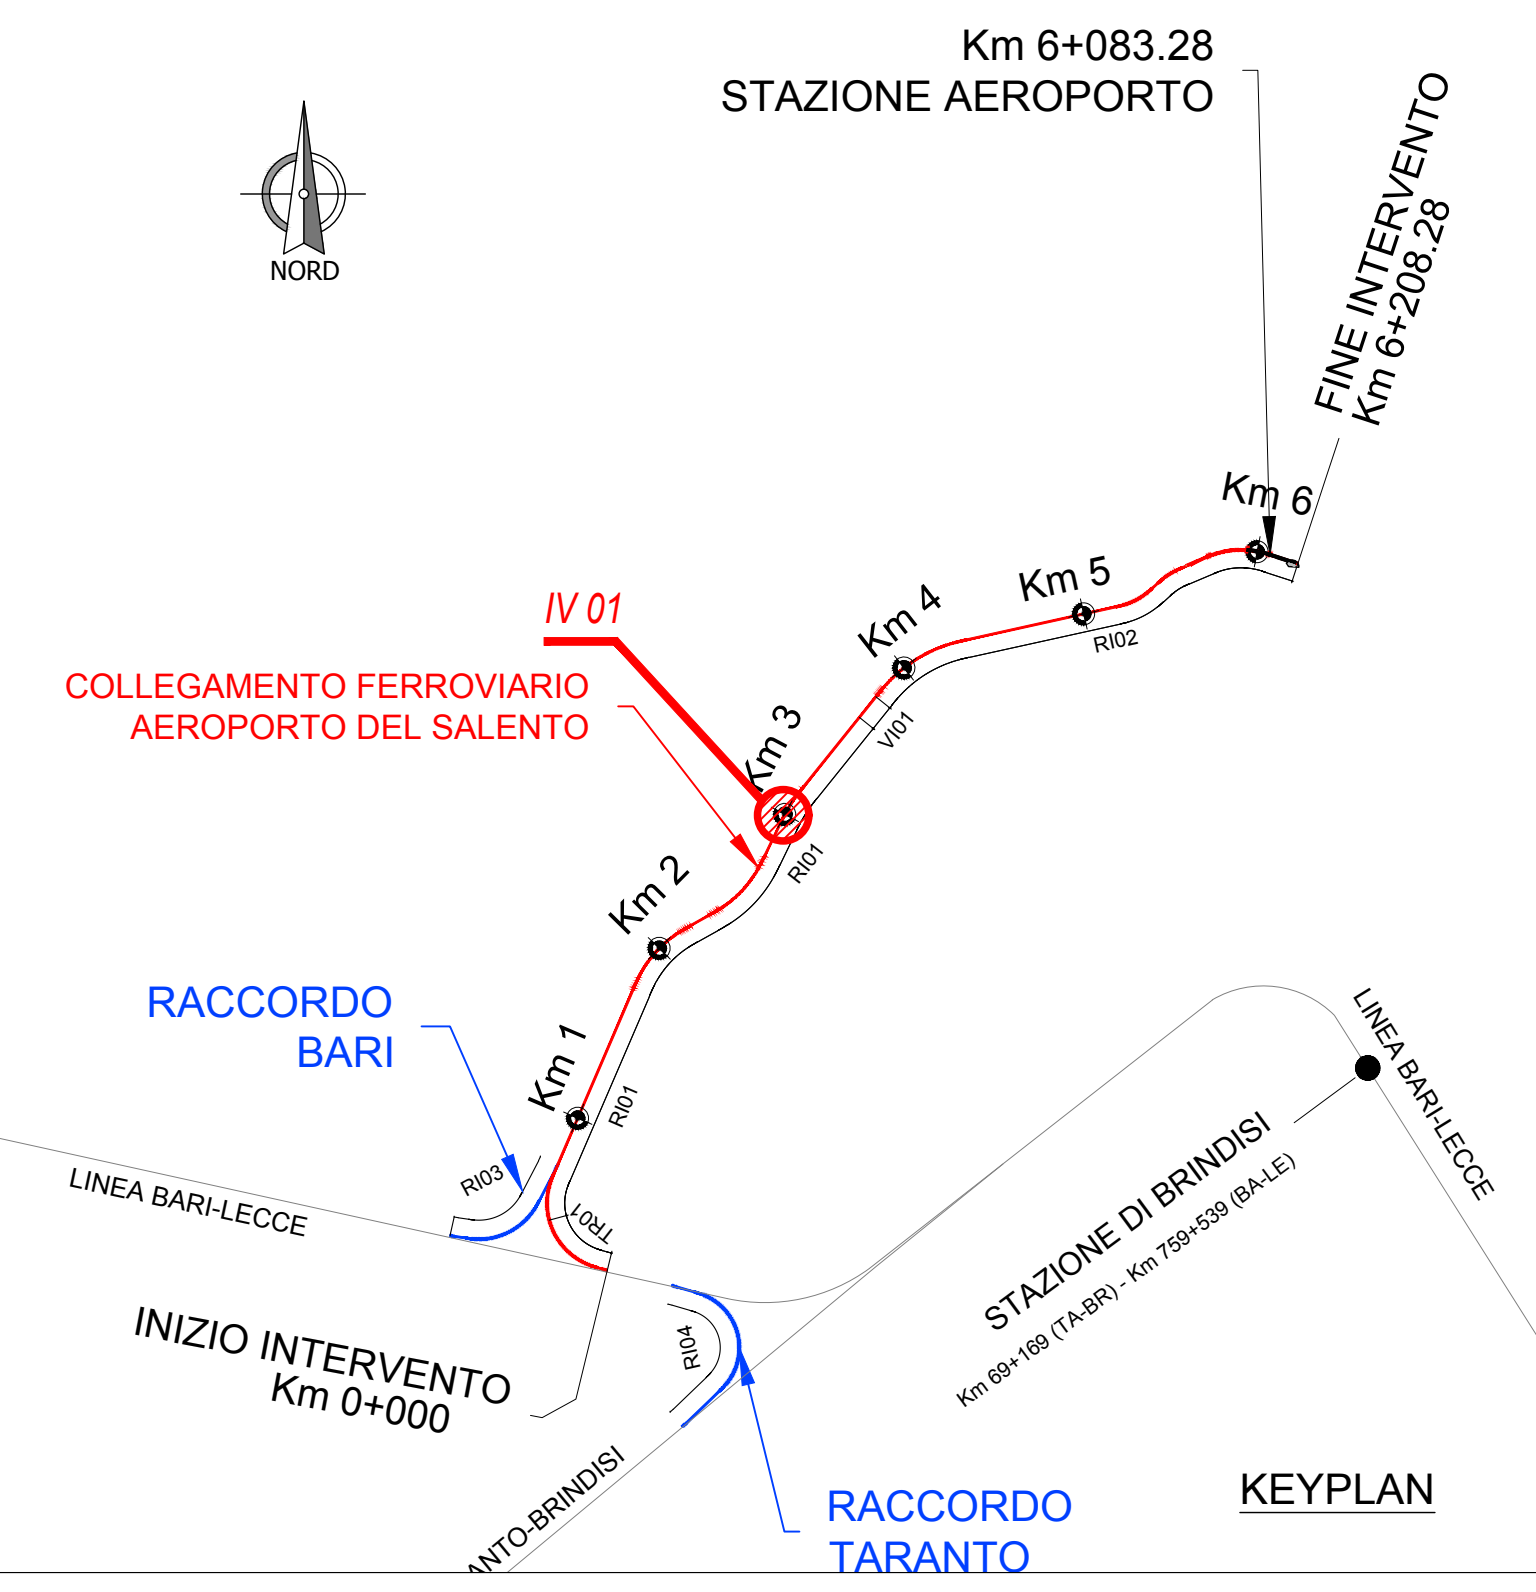 Km 6+083.28
STAZIONE AEROPORTO
FINE INTERVENTO
Km 6+208.28
NORD
Km 6
Km 5
Km 4
RI02
IV 01
COLLEGAMENTO FERROVIARIO
AEROPORTO DEL SALENTO
Km 3
VI01
RI01
Km 2
RACCORDO
BARI
Km 1
RI01
LINEA BARI-LECCE
RI03
TR01
LINEA BARI-LECCE
STAZIONE DI BRINDISI
Km 69+169 (TA-BR) - Km 759+539 (BA-LE)
INIZIO INTERVENTO
Km 0+000
RI04
ANTO-BRINDISI
RACCORDO
TARANTO
KEYPLAN